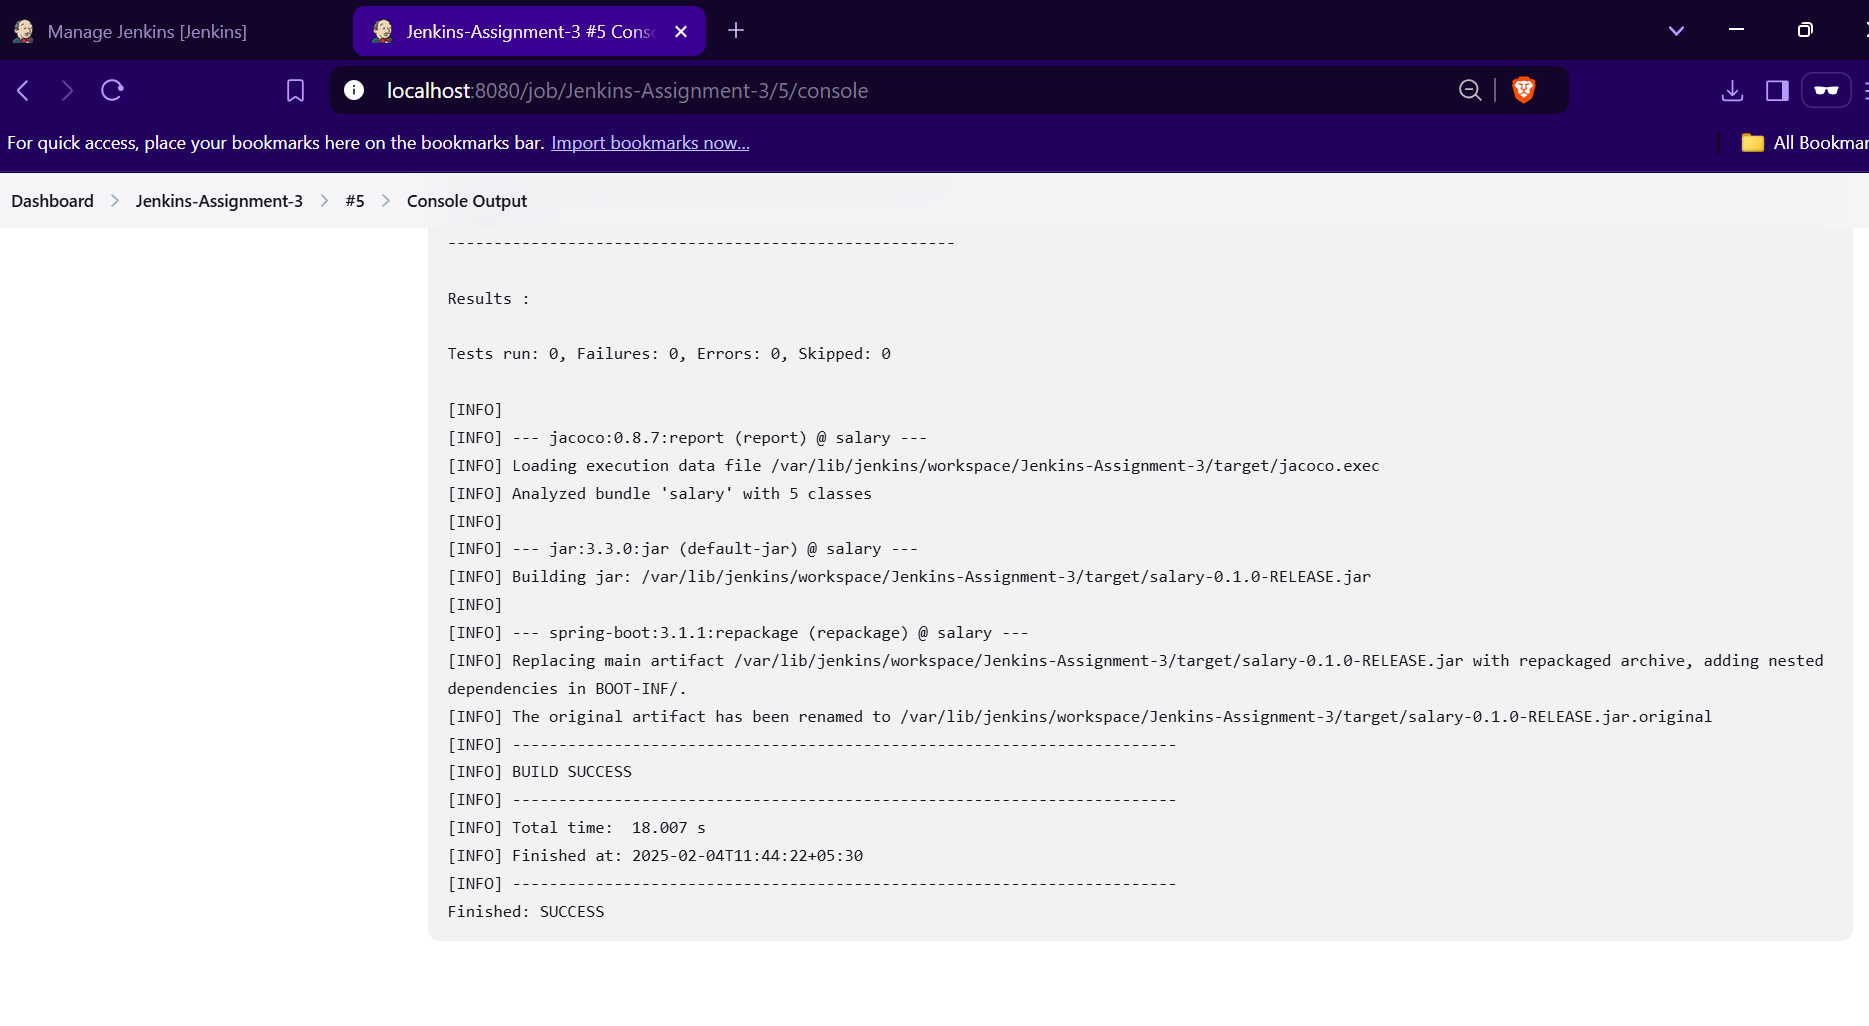 Manage Jenkins [Jenkins]
Jenkins-Assignment-3 #5 Cons
localhost:8080/job/Jenkins-Assignment-3/5/console
For quick access, place your bookmarks here on the bookmarks bar. Import bookmarks now...
All Bookmar
Dashboard > Jenkins-Assignment-3 > #5 > Console Output
-------------------------------------------------------
Results :
Tests run: 0, Failures: 0, Errors: 0, Skipped: 0
[INFO]
[INFO] --- jacoco:0.8.7:report (report) @ salary ---
[INFO] Loading execution data file /var/lib/jenkins/workspace/Jenkins-Assignment-3/target/jacoco.exec
[INFO] Analyzed bundle 'salary' with 5 classes
[INFO]
[INFO] --- jar:3.3.0:jar (default-jar) @ salary ---
[INFO] Building jar: /var/lib/jenkins/workspace/Jenkins-Assignment-3/target/salary-0.1.0-RELEASE.jar
[INFO]
[INFO] --- spring-boot:3.1.1:repackage (repackage) @ salary ---
[INFO] Replacing main artifact /var/lib/jenkins/workspace/Jenkins-Assignment-3/target/salary-0.1.0-RELEASE.jar with repackaged archive, adding nested
dependencies in BOOT-INF/.
[INFO] The original artifact has been renamed to /var/lib/jenkins/workspace/Jenkins-Assignment-3/target/salary-0.1.0-RELEASE.jar.original
[INFO] ------------------------------------------------------------------------
[INFO] BUILD SUCCESS
[INFO] ------------------------------------------------------------------------
[INFO] Total time:  18.007 s
[INFO] Finished at: 2025-02-04T11:44:22+05:30
[INFO] ------------------------------------------------------------------------
Finished: SUCCESS